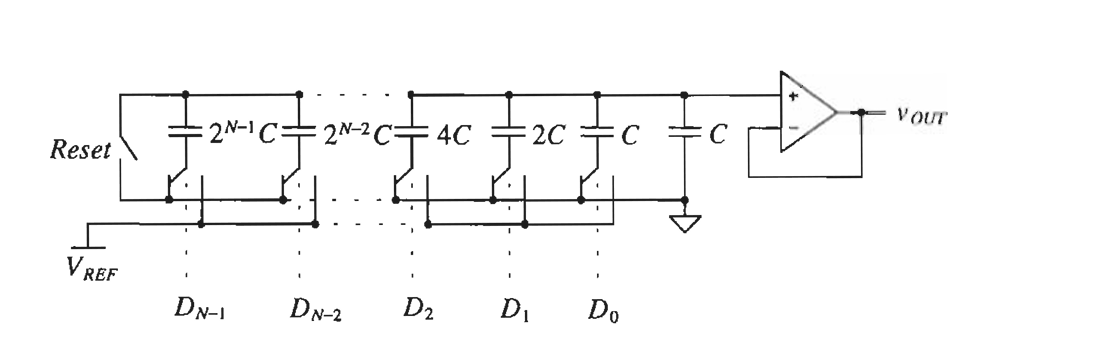 Reset 2^{N-1}C 2^{N-2}C 4C 2C C C + - v_{OUT}
V_{REF}
D_{N-1} D_{N-2} D_2 D_1 D_0